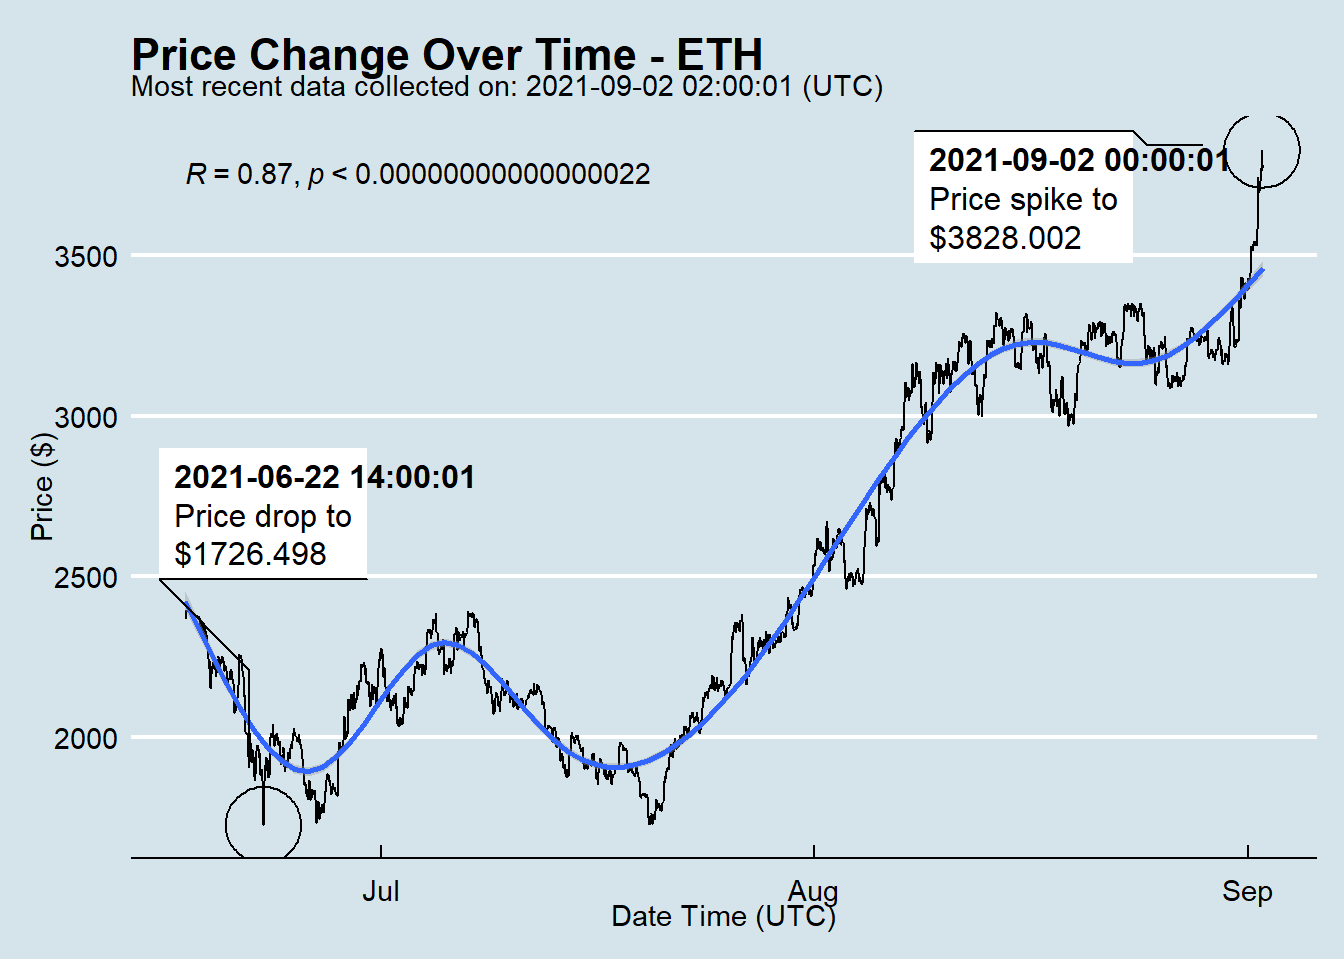 Price Change Over Time - ETH
Most recent data collected on: 2021-09-02 02:00:01 (UTC)
R = 0.87, p < 0.00000000000000022
2021-09-02 00:00:01
Price spike to
$3828.002
3500
3000
2500
2000
Price ($)
2021-06-22 14:00:01
Price drop to
$1726.498
Jul
Aug
Sep
Date Time (UTC)